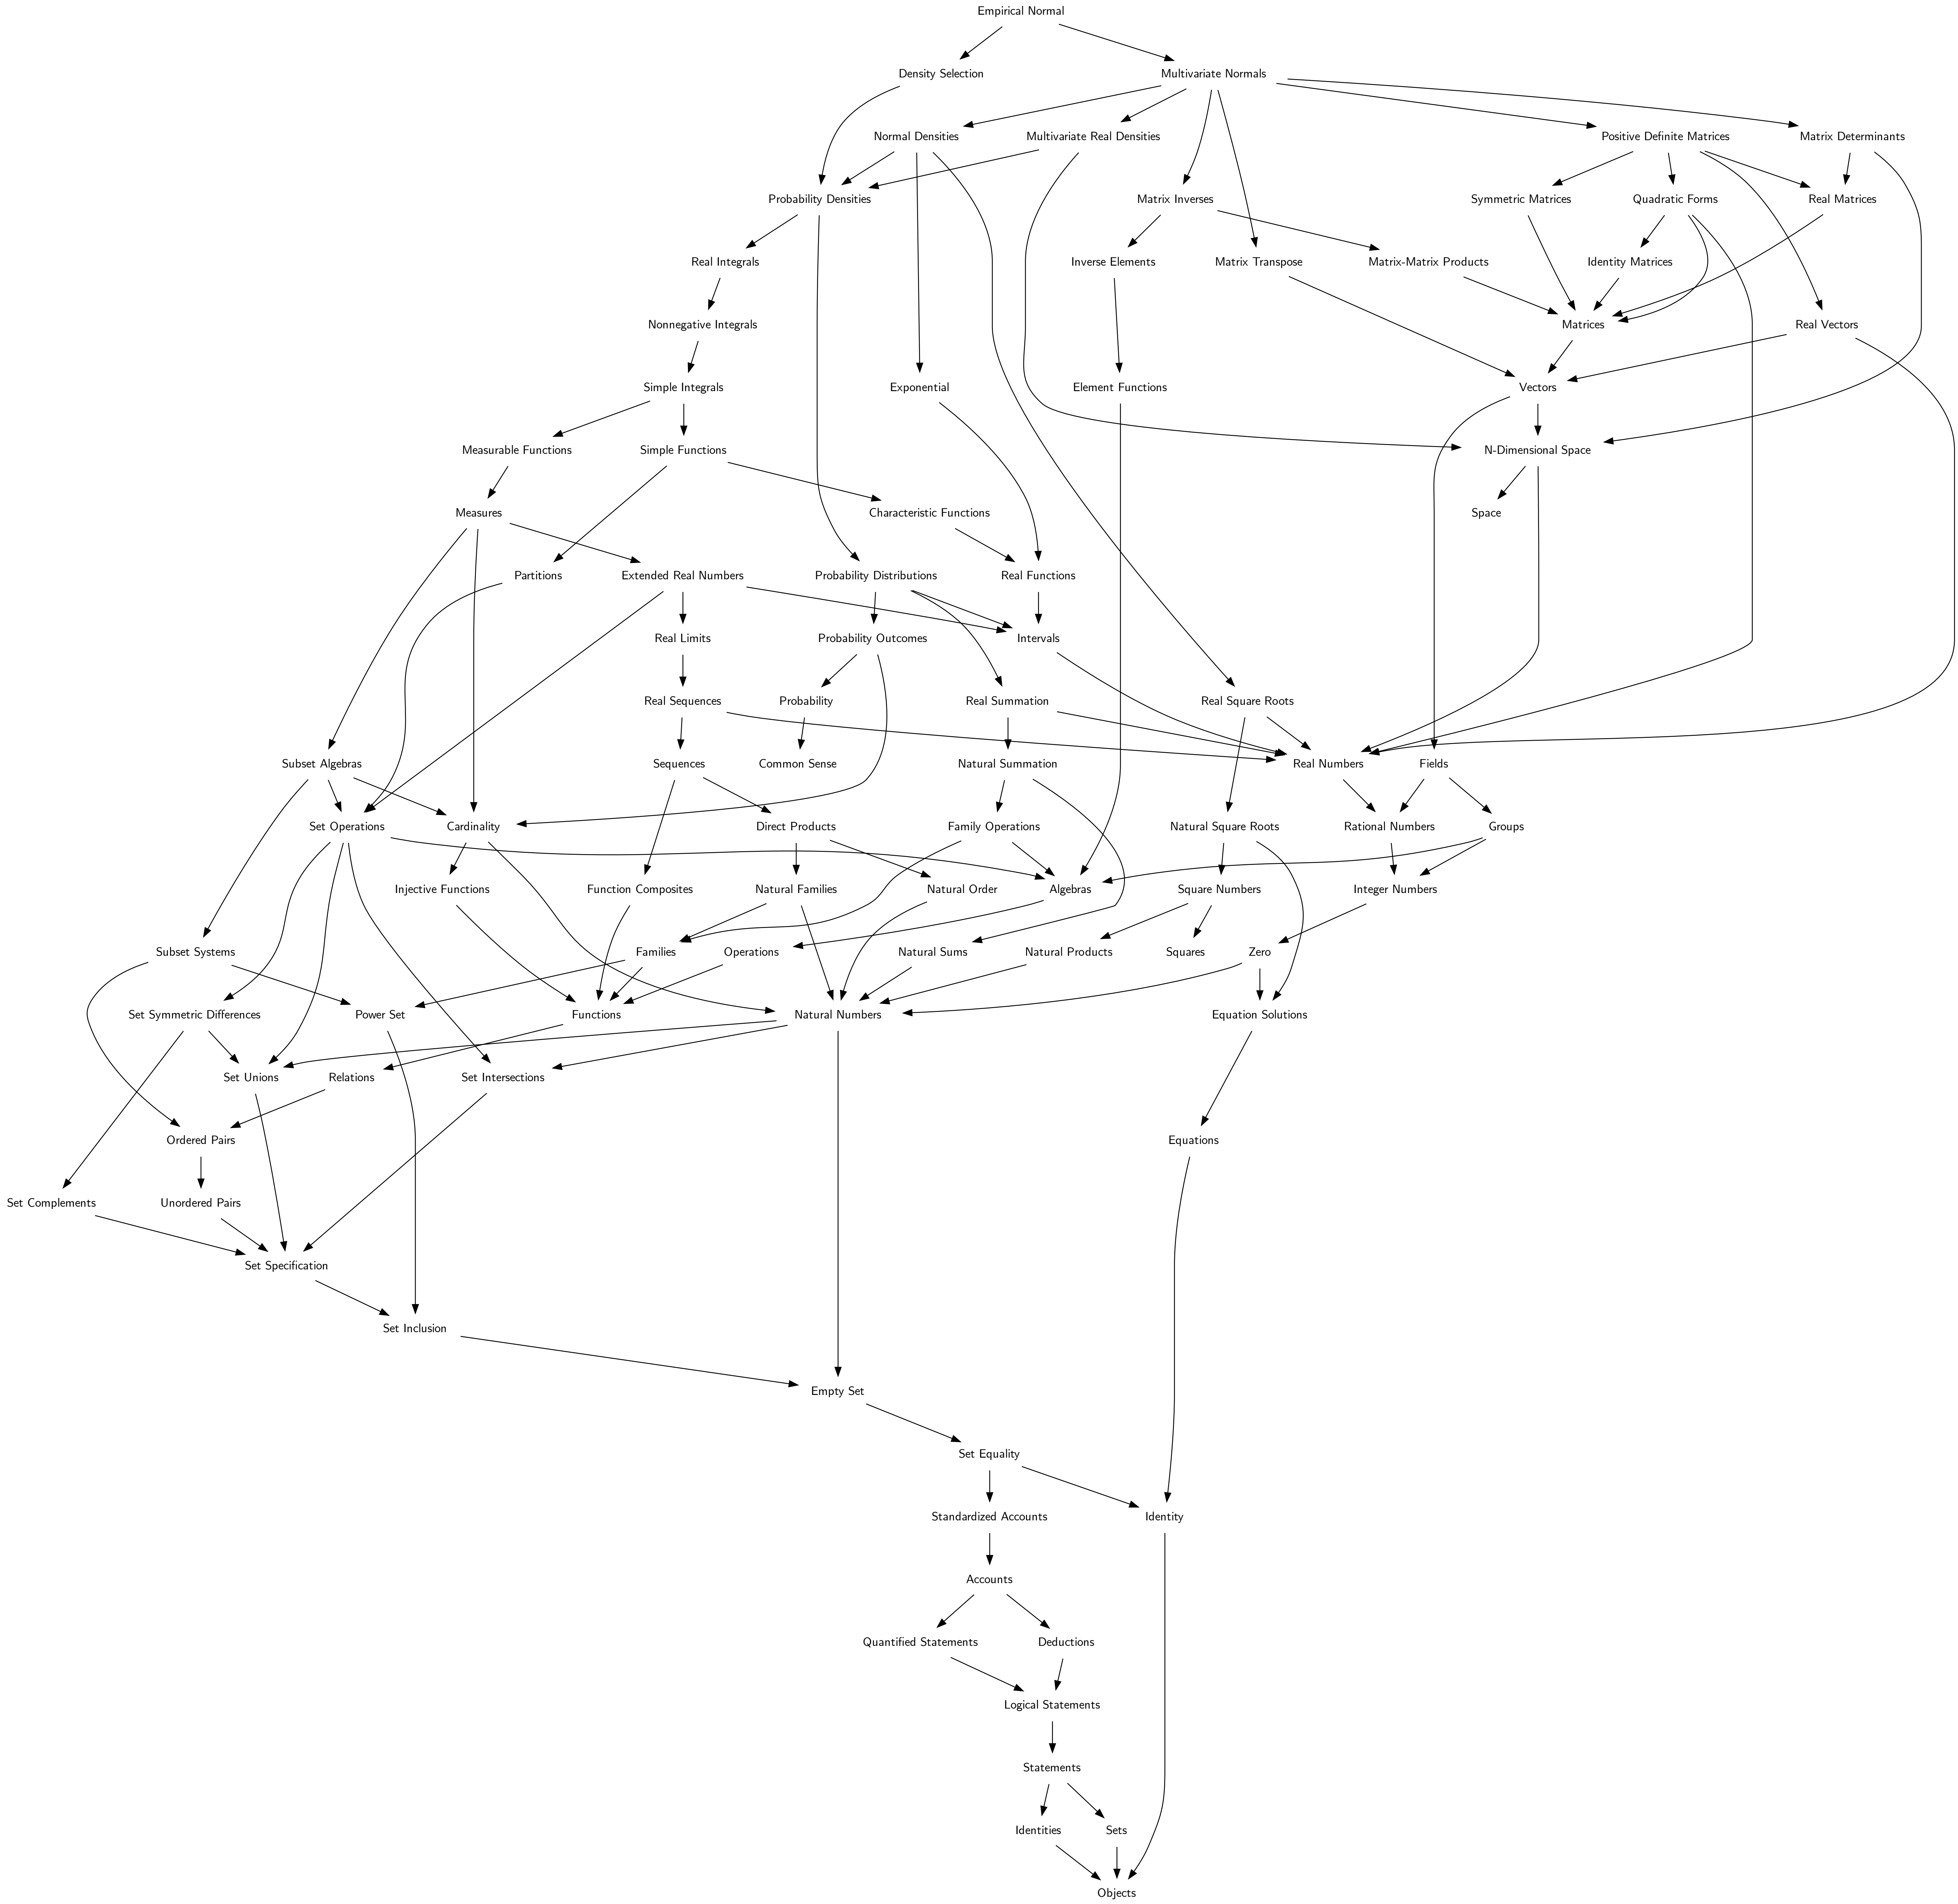 Empirical Normal
Density Selection
Multivariate Normals
Normal Densities
Multivariate Real Densities
Positive Definite Matrices
Matrix Determinants
Probability Densities
Matrix Inverses
Symmetric Matrices
Quadratic Forms
Real Matrices
Real Integrals
Inverse Elements
Matrix Transpose
Matrix-Matrix Products
Identity Matrices
Nonnegative Integrals
Matrices
Real Vectors
Simple Integrals
Exponential
Element Functions
Vectors
Measurable Functions
Simple Functions
N-Dimensional Space
Measures
Characteristic Functions
Space
Partitions
Extended Real Numbers
Probability Distributions
Real Functions
Real Limits
Probability Outcomes
Intervals
Real Sequences
Probability
Real Summation
Real Square Roots
Subset Algebras
Sequences
Common Sense
Natural Summation
Real Numbers
Fields
Set Operations
Cardinality
Direct Products
Family Operations
Natural Square Roots
Rational Numbers
Groups
Injective Functions
Function Composites
Natural Families
Natural Order
Algebras
Square Numbers
Integer Numbers
Subset Systems
Families
Operations
Natural Sums
Natural Products
Squares
Zero
Set Symmetric Differences
Power Set
Functions
Natural Numbers
Equation Solutions
Set Unions
Relations
Set Intersections
Ordered Pairs
Equations
Set Complements
Unordered Pairs
Set Specification
Set Inclusion
Empty Set
Set Equality
Standardized Accounts
Identity
Accounts
Quantified Statements
Deductions
Logical Statements
Statements
Identities
Sets
Objects